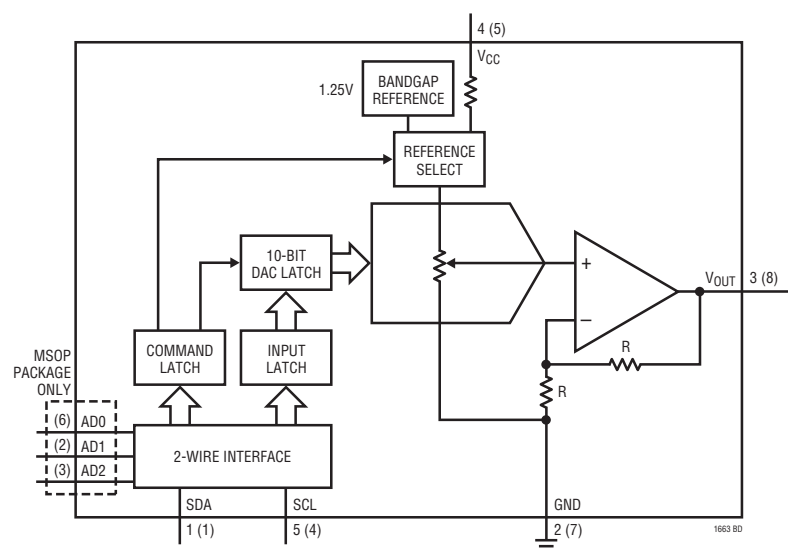 4 (5)
VCC
1.25V
BANDGAP
REFERENCE
REFERENCE
SELECT
10-BIT
DAC LATCH
+
−
VOUT
3 (8)
R
R
COMMAND
LATCH
INPUT
LATCH
MSOP
PACKAGE
ONLY
(6) AD0
(2) AD1
(3) AD2
2-WIRE INTERFACE
SDA
SCL
GND
1 (1)
5 (4)
2 (7)
1663 BD